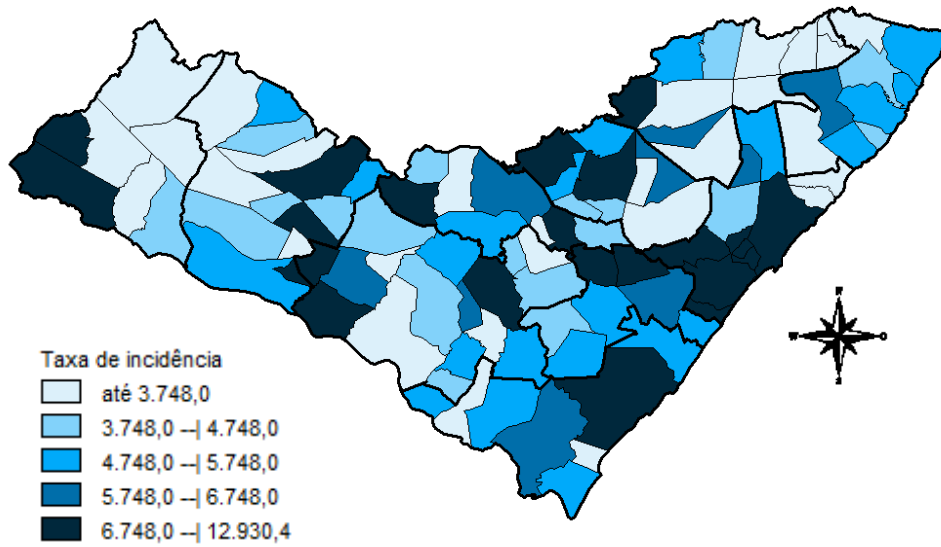 N
W
O
S
Taxa de incidência
até 3.748,0
3.748,0 --| 4.748,0
4.748,0 --| 5.748,0
5.748,0 --| 6.748,0
6.748,0 --| 12.930,4